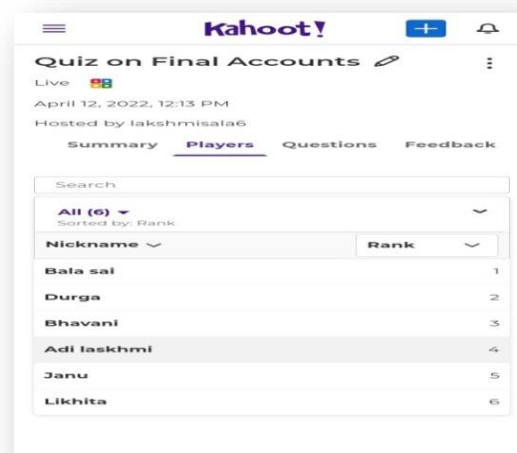 Kahoot!
Quiz on Final Accounts
Live
April 12, 2022, 12:13 PM
Hosted by lakshmisala6
Summary Players Questions Feedback
Search
All (6)
Sorted by: Rank
Nickname Rank
Bala sai 1
Durga 2
Bhavani 3
Adi laskhmi 4
Janu 5
Likhita 6